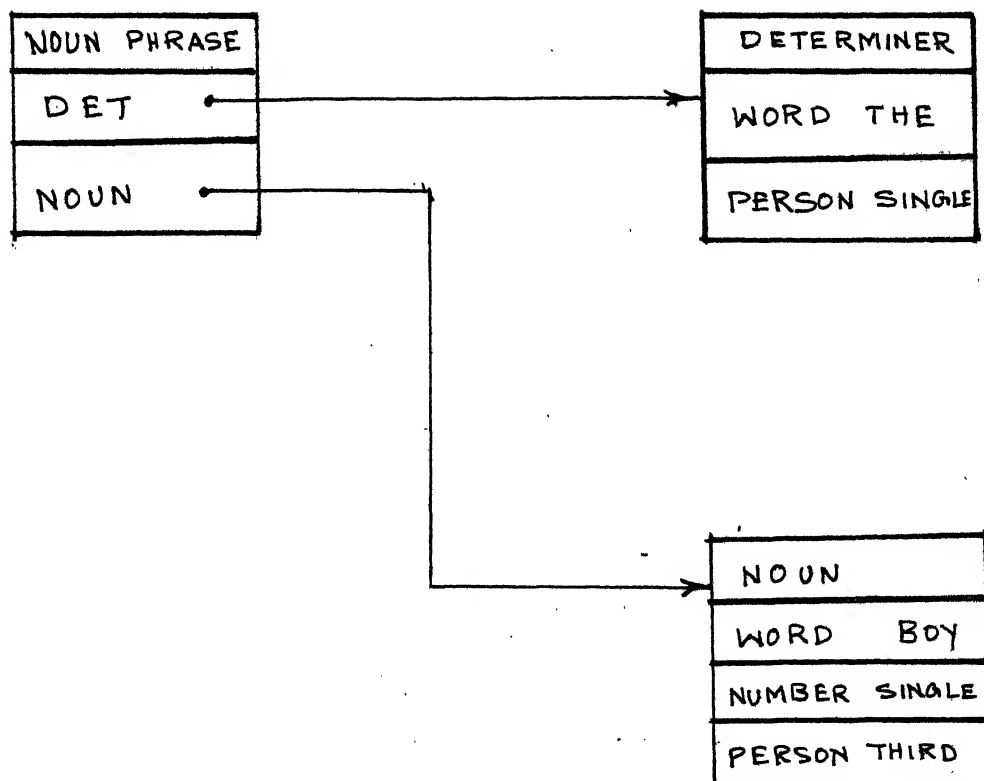 NOUN PHRASE
DET
NOUN
DETERMINER
WORD THE
PERSON SINGLE
NOUN
WORD BOY
NUMBER SINGLE
PERSON THIRD